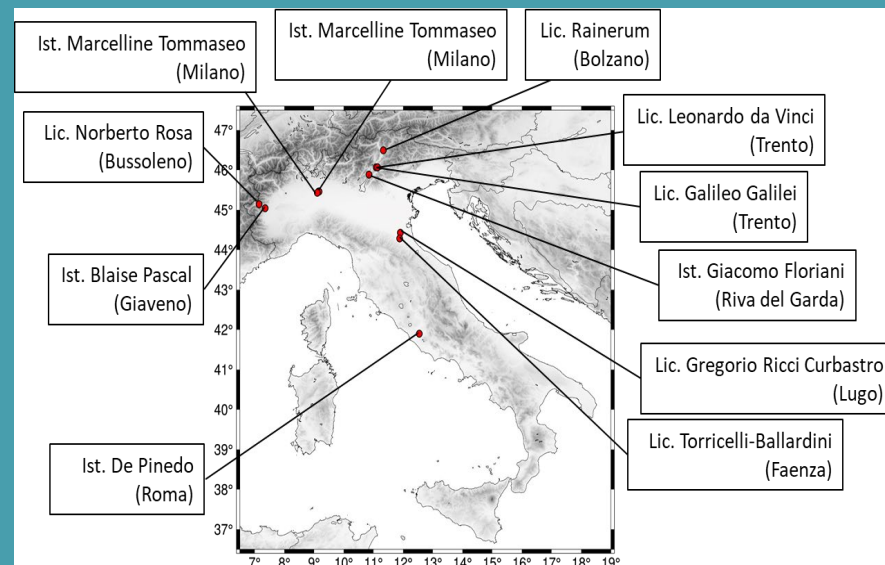 Ist. Marcelline Tommaseo
(Milano)
Ist. Marcelline Tommaseo
(Milano)
Lic. Rainerum
(Bolzano)
Lic. Norberto Rosa
(Bussoleno)
Lic. Leonardo da Vinci
(Trento)
Lic. Galileo Galilei
(Trento)
Ist. Blaise Pascal
(Giaveno)
Ist. Giacomo Floriani
(Riva del Garda)
Lic. Gregorio Ricci Curbastro
(Lugo)
Lic. Torricelli-Ballardini
(Faenza)
Ist. De Pinedo
(Roma)
47°
46°
45°
44°
43°
42°
41°
40°
39°
38°
37°
7° 8° 9° 10° 11° 12° 13° 14° 15° 16° 17° 18° 19°